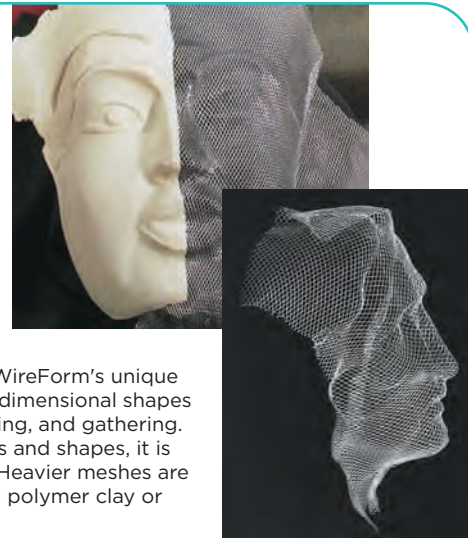 WireForm's unique
dimensional shapes
ing, and gathering.
s and shapes, it is
Heavier meshes are
polymer clay or